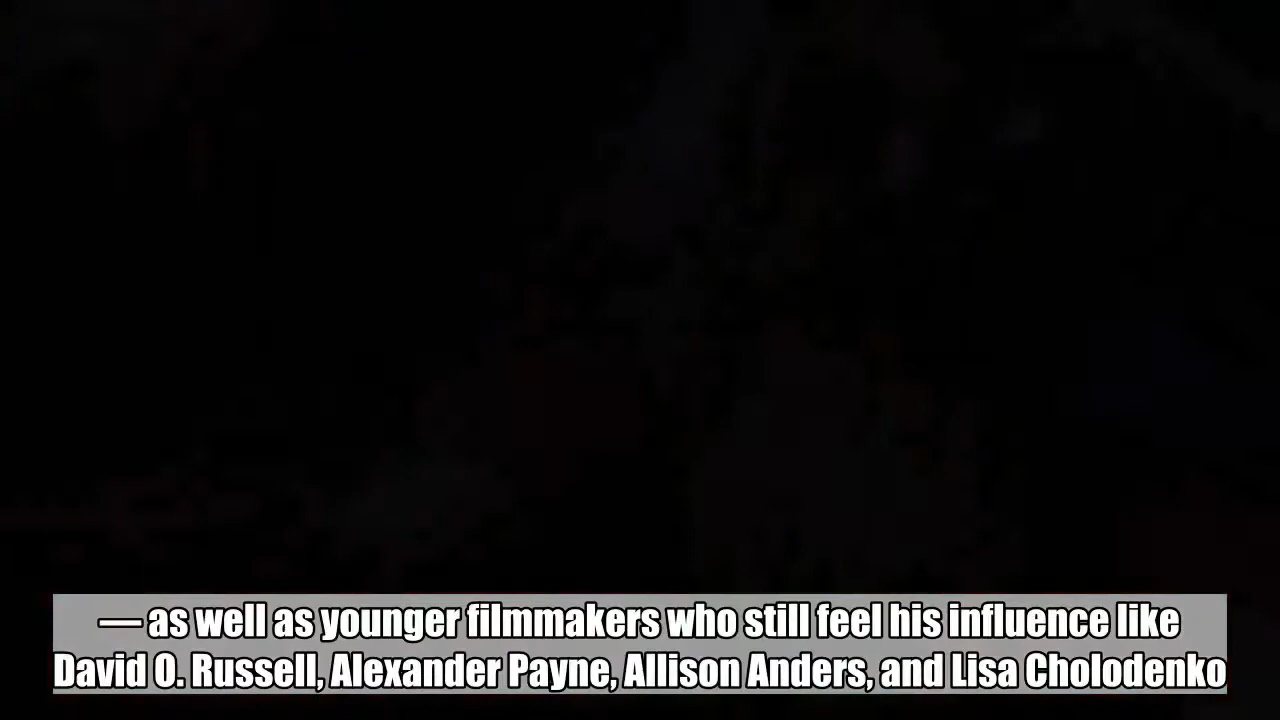 — as well as younger filmmakers who still feel his influence like
David O. Russell, Alexander Payne, Allison Anders, and Lisa Cholodenko